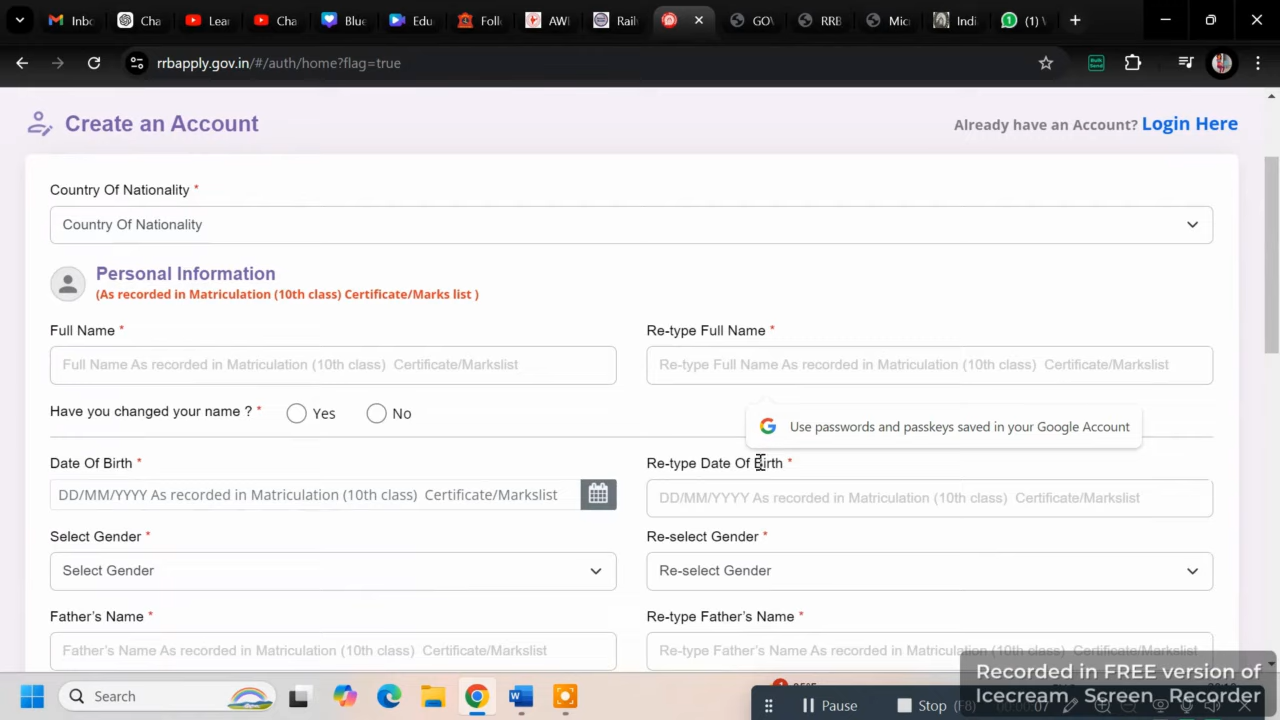 Inbo Cha Lear Cha Blue Edu Follo AWI Raily GOV RRB Mic Indi (1) W
rrbapply.gov.in/#/auth/home?flag=true
Create an Account
Already have an Account? Login Here
Country Of Nationality *
Country Of Nationality
Personal Information
(As recorded in Matriculation (10th class) Certificate/Marks list )
Full Name * Re-type Full Name *
Full Name As recorded in Matriculation (10th class) Certificate/Markslist Re-type Full Name As recorded in Matriculation (10th class) Certificate/Markslist
Have you changed your name ? * Yes No
Use passwords and passkeys saved in your Google Account
Date Of Birth * Re-type Date Of Birth *
DD/MM/YYYY As recorded in Matriculation (10th class) Certificate/Markslist DD/MM/YYYY As recorded in Matriculation (10th class) Certificate/Markslist
Select Gender * Re-select Gender *
Select Gender Re-select Gender
Father's Name * Re-type Father's Name *
Father's Name As recorded in Matriculation (10th class) Certificate/Markslist Re-type Father's Name As recorded in Matriculation (10th class) Certificate/Markslist
Recorded in FREE version of
Icecream Screen Recorder
Search
Pause Stop (F8)